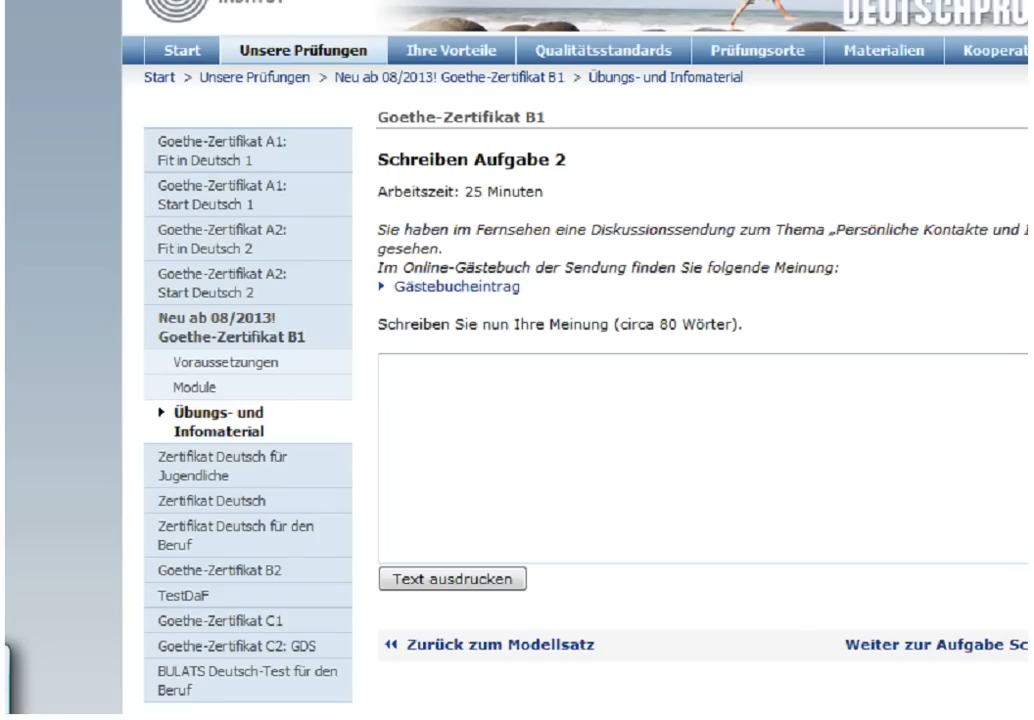 DEUTSCHPRÜ
Start Unsere Prüfungen Ihre Vorteile Qualitätsstandards Prüfungsorte Materialien Kooperat
Start > Unsere Prüfungen > Neu ab 08/2013! Goethe-Zertifikat B1 > Übungs- und Infomaterial
Goethe-Zertifikat A1:
Fit in Deutsch 1
Goethe-Zertifikat A1:
Start Deutsch 1
Goethe-Zertifikat A2:
Fit in Deutsch 2
Goethe-Zertifikat A2:
Start Deutsch 2
Neu ab 08/2013!
Goethe-Zertifikat B1
Voraussetzungen
Module
Übungs- und
Infomaterial
Zertifikat Deutsch für
Jugendliche
Zertifikat Deutsch
Zertifikat Deutsch für den
Beruf
Goethe-Zertifikat B2
TestDaF
Goethe-Zertifikat C1
Goethe-Zertifikat C2: GDS
BULATS Deutsch-Test für den
Beruf
Goethe-Zertifikat B1
Schreiben Aufgabe 2
Arbeitszeit: 25 Minuten
Sie haben im Fernsehen eine Diskussionssendung zum Thema „Persönliche Kontakte und
gesehen.
Im Online-Gästebuch der Sendung finden Sie folgende Meinung:
Gästebucheintrag
Schreiben Sie nun Ihre Meinung (circa 80 Wörter).
Text ausdrucken
Zurück zum Modellsatz Weiter zur Aufgabe Sc